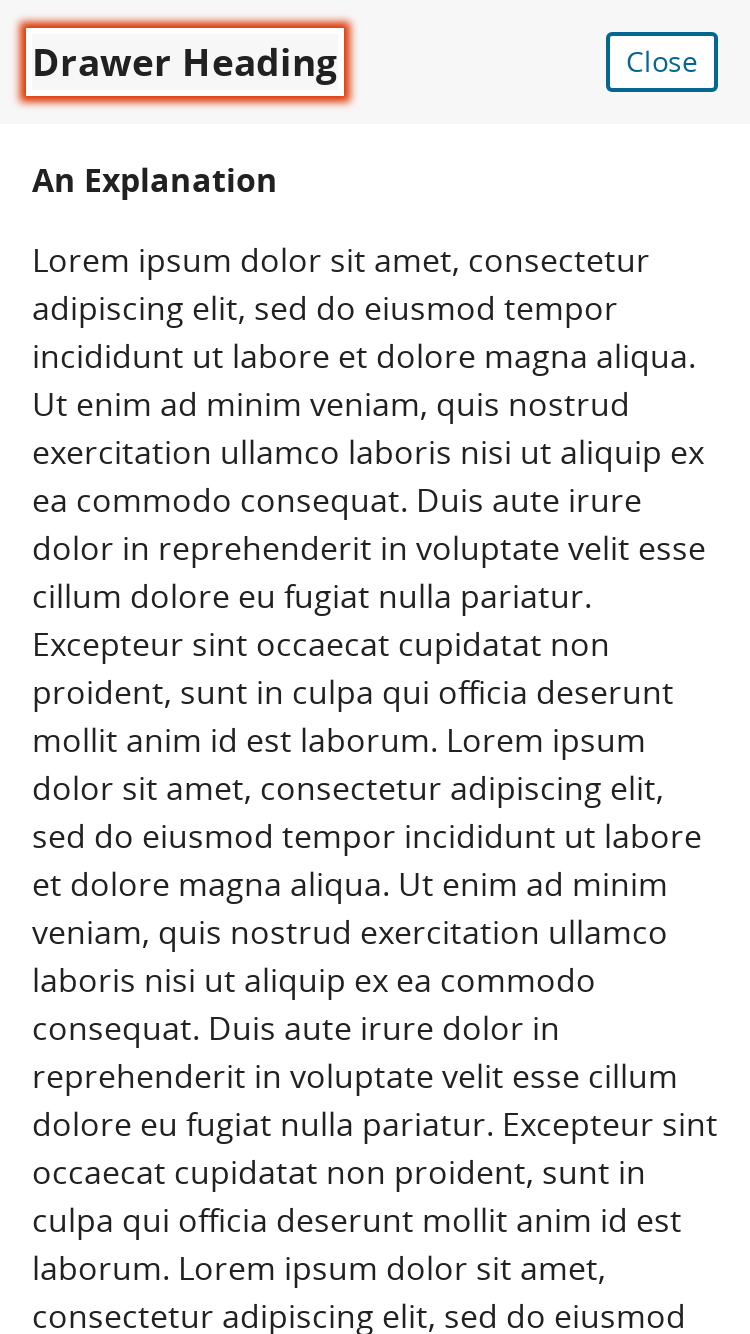 Drawer Heading
Close
An Explanation
Lorem ipsum dolor sit amet, consectetur
adipiscing elit, sed do eiusmod tempor
incididunt ut labore et dolore magna aliqua.
Ut enim ad minim veniam, quis nostrud
exercitation ullamco laboris nisi ut aliquip ex
ea commodo consequat. Duis aute irure
dolor in reprehenderit in voluptate velit esse
cillum dolore eu fugiat nulla pariatur.
Excepteur sint occaecat cupidatat non
proident, sunt in culpa qui officia deserunt
mollit anim id est laborum. Lorem ipsum
dolor sit amet, consectetur adipiscing elit,
sed do eiusmod tempor incididunt ut labore
et dolore magna aliqua. Ut enim ad minim
veniam, quis nostrud exercitation ullamco
laboris nisi ut aliquip ex ea commodo
consequat. Duis aute irure dolor in
reprehenderit in voluptate velit esse cillum
dolore eu fugiat nulla pariatur. Excepteur sint
occaecat cupidatat non proident, sunt in
culpa qui officia deserunt mollit anim id est
laborum. Lorem ipsum dolor sit amet,
consectetur adipiscing elit, sed do eiusmod